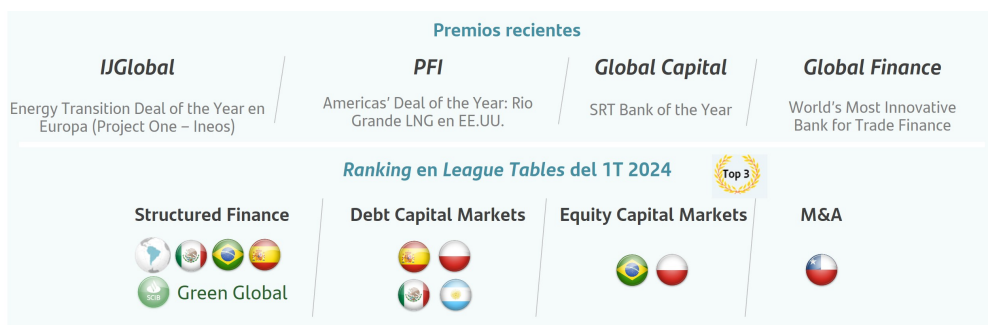 Premios recientes
IJGlobal
Energy Transition Deal of the Year en
Europa (Project One – Ineos)
PFI
Americas' Deal of the Year: Rio
Grande LNG en EE.UU.
Global Capital
SRT Bank of the Year
Global Finance
World's Most Innovative
Bank for Trade Finance
Ranking en League Tables del 1T 2024
Top 3
Structured Finance
SCIB
Green Global
Debt Capital Markets
Equity Capital Markets
M&A